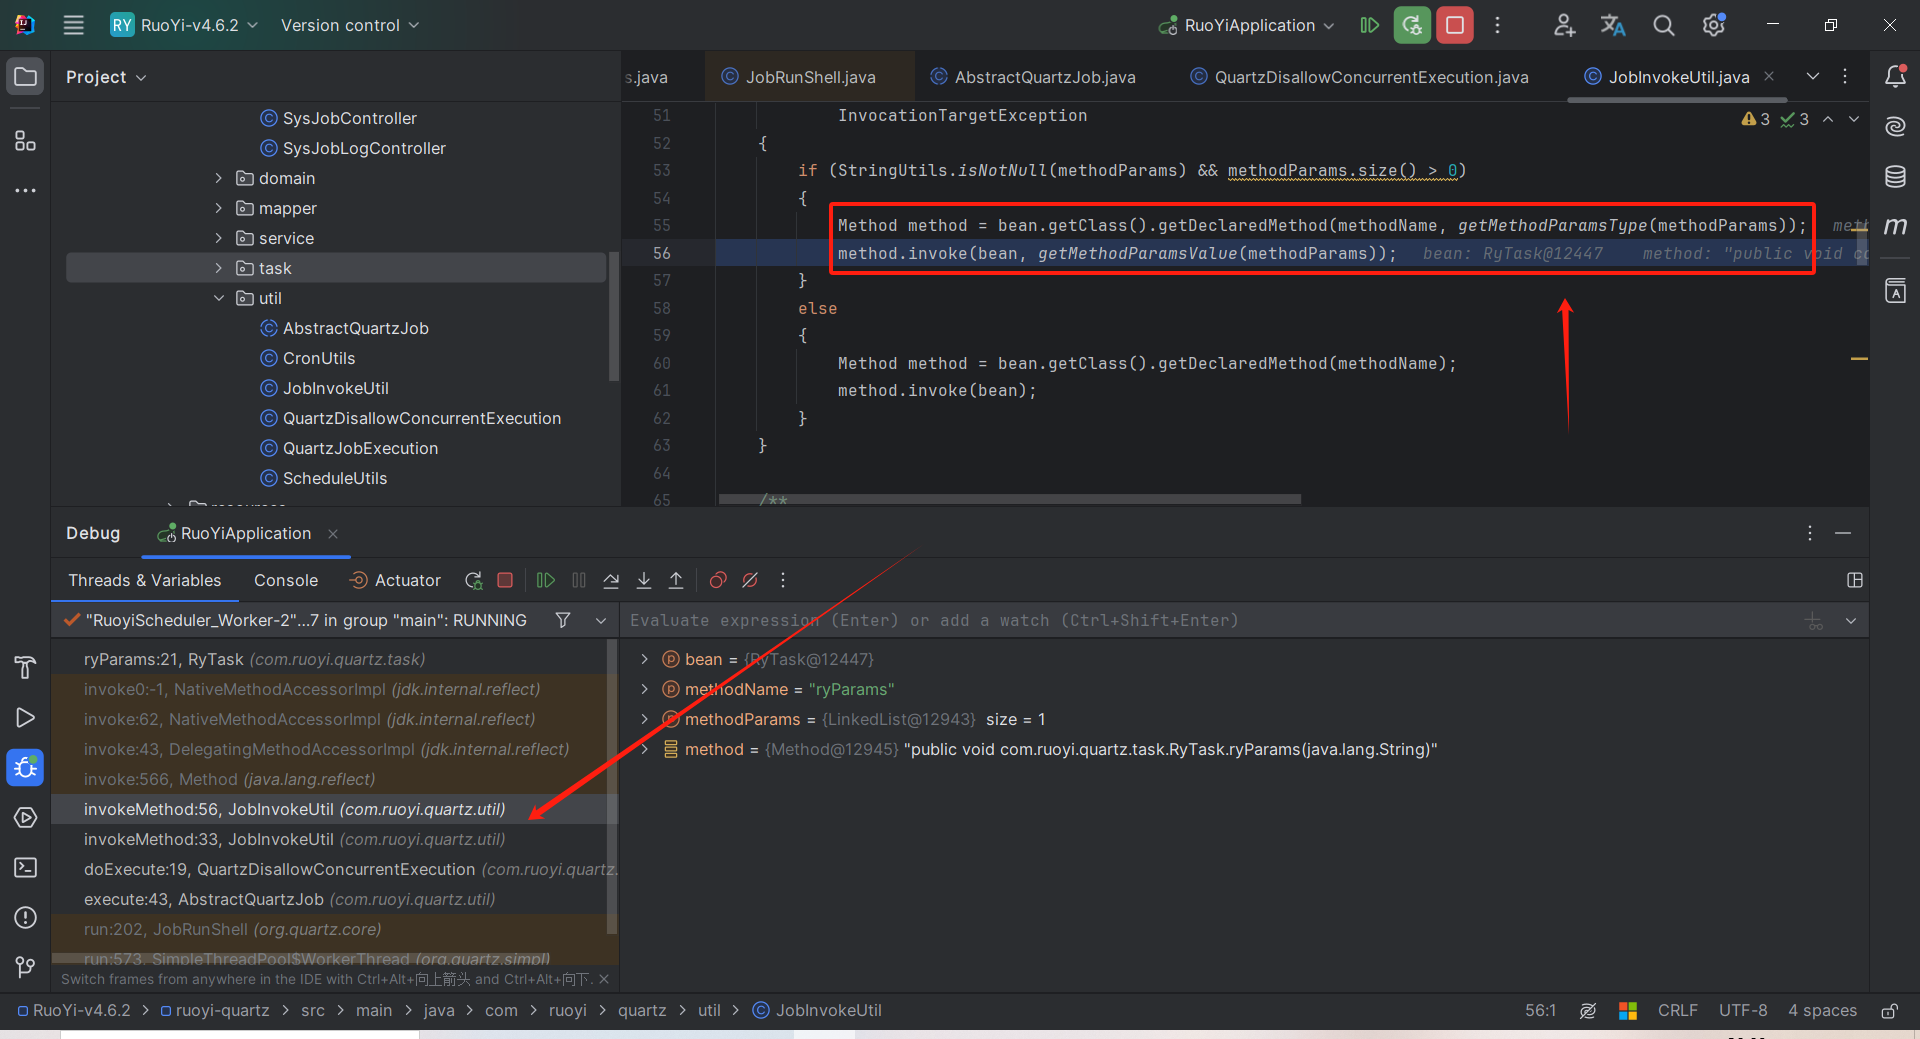 RY RuoYi-v4.6.2 Version control RuoYiApplication
Project
SysJobController
SysJobLogController
domain
mapper
service
task
util
AbstractQuartzJob
CronUtils
JobInvokeUtil
QuartzDisallowConcurrentExecution
QuartzJobExecution
ScheduleUtils
s.java JobRunShell.java AbstractQuartzJob.java QuartzDisallowConcurrentExecution.java JobInvokeUtil.java
3 3
51 InvocationTargetException
52 {
53 if (StringUtils.isNotNull(methodParams) && methodParams.size() > 0)
54 {
55 Method method = bean.getClass().getDeclaredMethod(methodName, getMethodParamsType(methodParams)); meth
56 method.invoke(bean, getMethodParamsValue(methodParams)); bean: RyTask@12447 method: "public void co
57 }
58 else
59 {
60 Method method = bean.getClass().getDeclaredMethod(methodName);
61 method.invoke(bean);
62 }
63 }
64
65 /**
Debug RuoYiApplication
Threads & Variables Console Actuator
"RuoyiScheduler_Worker-2"...7 in group "main": RUNNING
Evaluate expression (Enter) or add a watch (Ctrl+Shift+Enter)
ryParams:21, RyTask (com.ruoyi.quartz.task)
invoke0:-1, NativeMethodAccessorImpl (jdk.internal.reflect)
invoke:62, NativeMethodAccessorImpl (jdk.internal.reflect)
invoke:43, DelegatingMethodAccessorImpl (jdk.internal.reflect)
invoke:566, Method (java.lang.reflect)
invokeMethod:56, JobInvokeUtil (com.ruoyi.quartz.util)
invokeMethod:33, JobInvokeUtil (com.ruoyi.quartz.util)
doExecute:19, QuartzDisallowConcurrentExecution (com.ruoyi.quartz.
execute:43, AbstractQuartzJob (com.ruoyi.quartz.util)
run:202, JobRunShell (org.quartz.core)
run:573, SimpleThreadPool$WorkerThread (org.quartz.simpl)
bean = {RyTask@12447}
methodName = "ryParams"
methodParams = {LinkedList@12943} size = 1
method = {Method@12945} "public void com.ruoyi.quartz.task.RyTask.ryParams(java.lang.String)"
Switch frames from anywhere in the IDE with Ctrl+Alt+向上箭头 and Ctrl+Alt+向下.
RuoYi-v4.6.2 > ruoyi-quartz > src > main > java > com > ruoyi > quartz > util > JobInvokeUtil
56:1 CRLF UTF-8 4 spaces